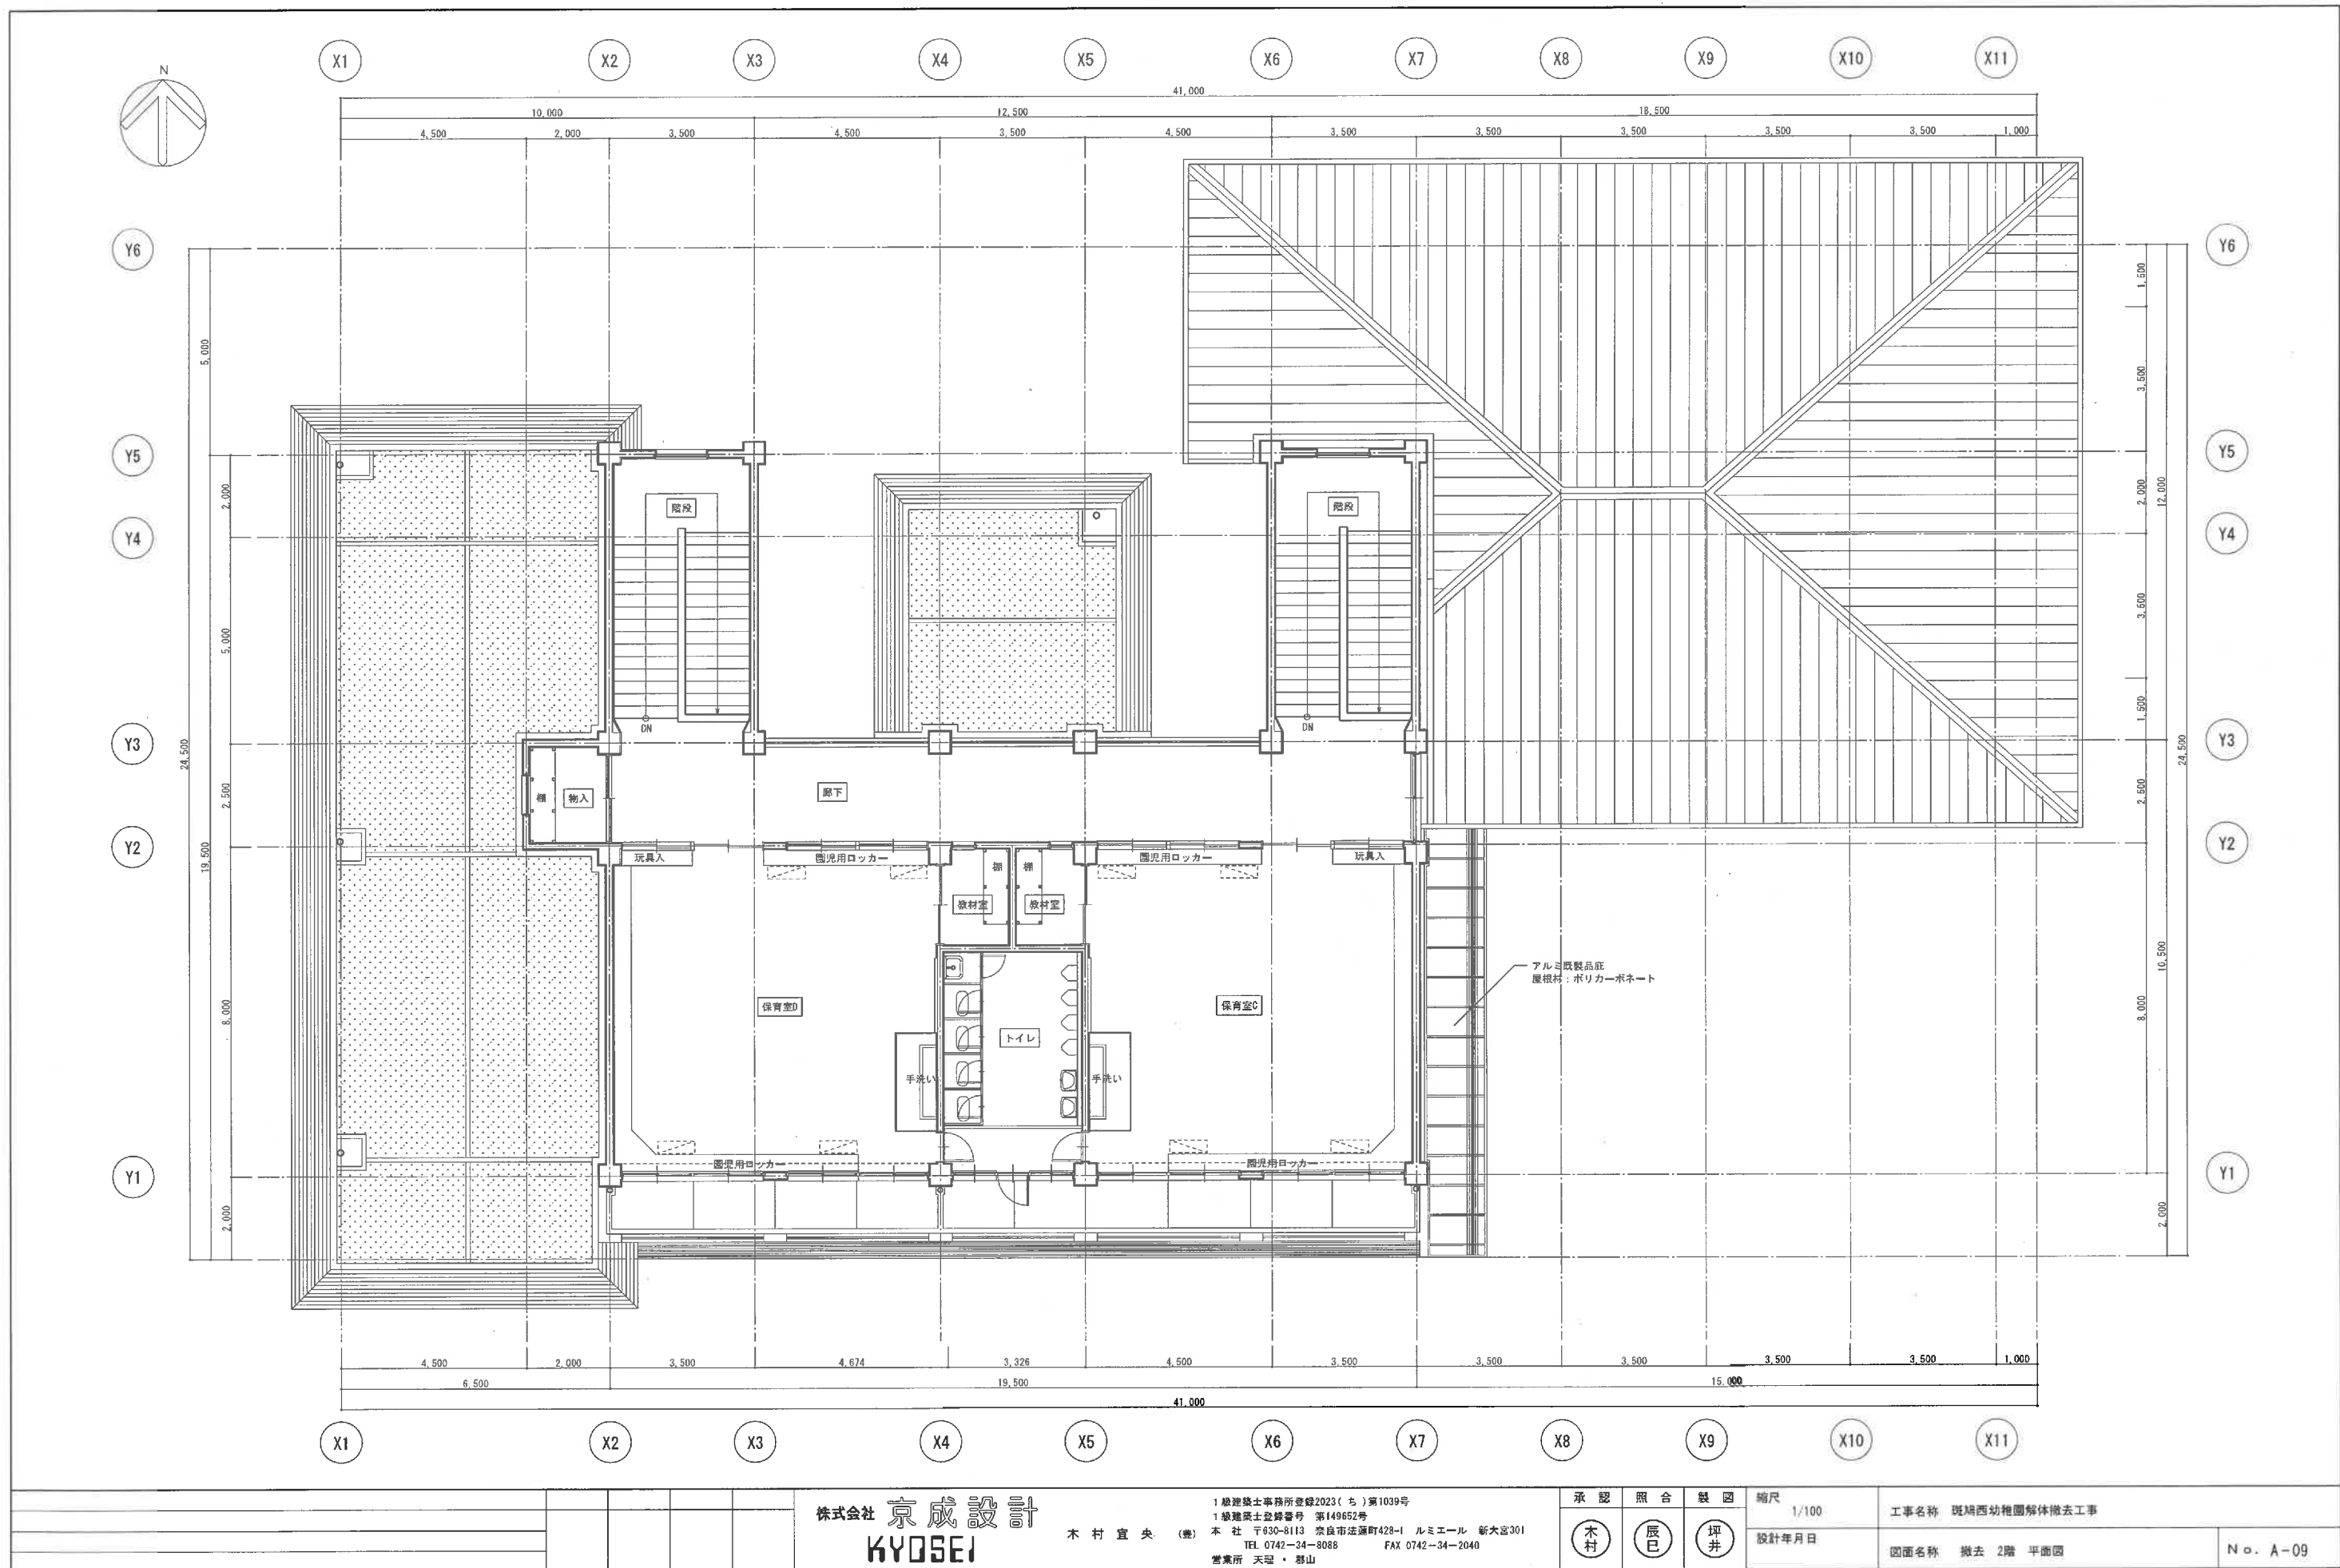 X1 X2 X3 X4 X5 X6 X7 X8 X9 X10 X11
N
41,000
10,000 12,500 18,500
4,500 2,000 3,500 4,500 3,500 4,500 3,500 3,500 3,500 3,500 3,500 1,000
Y6 Y6
1,500
5,000
3,500
Y5 Y5
2,000
2,000
12,000
階段
階段
Y4 Y4
3,500
5,000
1,500
DN
DN
Y3 Y3
24,500
24,500
2,500
2,500
棚
物入
廊下
Y2 Y2
19,500
玩具入
園児用ロッカー
園児用ロッカー
玩具入
棚
棚
教材室
教材室
10,500
アルミ既製品庇
屋根材:ポリカーボネート
保育室D
保育室C
8,000
8,000
トイレ
手洗い
手洗い
園児用ロッカー
園児用ロッカー
Y1 Y1
2,000
2,000
4,500 2,000 3,500 4,674 3,326 4,500 3,500 3,500 3,500 3,500 3,500 1,000
6,500 19,500 15,000
41,000
X1 X2 X3 X4 X5 X6 X7 X8 X9 X10 X11
株式会社 京成設計
KYOSEI
木村宜央
1級建築士事務所登録2023(ち)第1039号
1級建築士登録番号 第149652号
本 社 〒630-8113 奈良市法蓮町428-1 ルミエール 新大宮301
TEL 0742-34-8088 FAX 0742-34-2040
営業所 天理・郡山
承認 照合 製図
木村 辰巳 坪井
縮尺
1/100
設計年月日
工事名称 斑鳩西幼稚園解体撤去工事
図面名称 撤去 2階 平面図
No. A-09